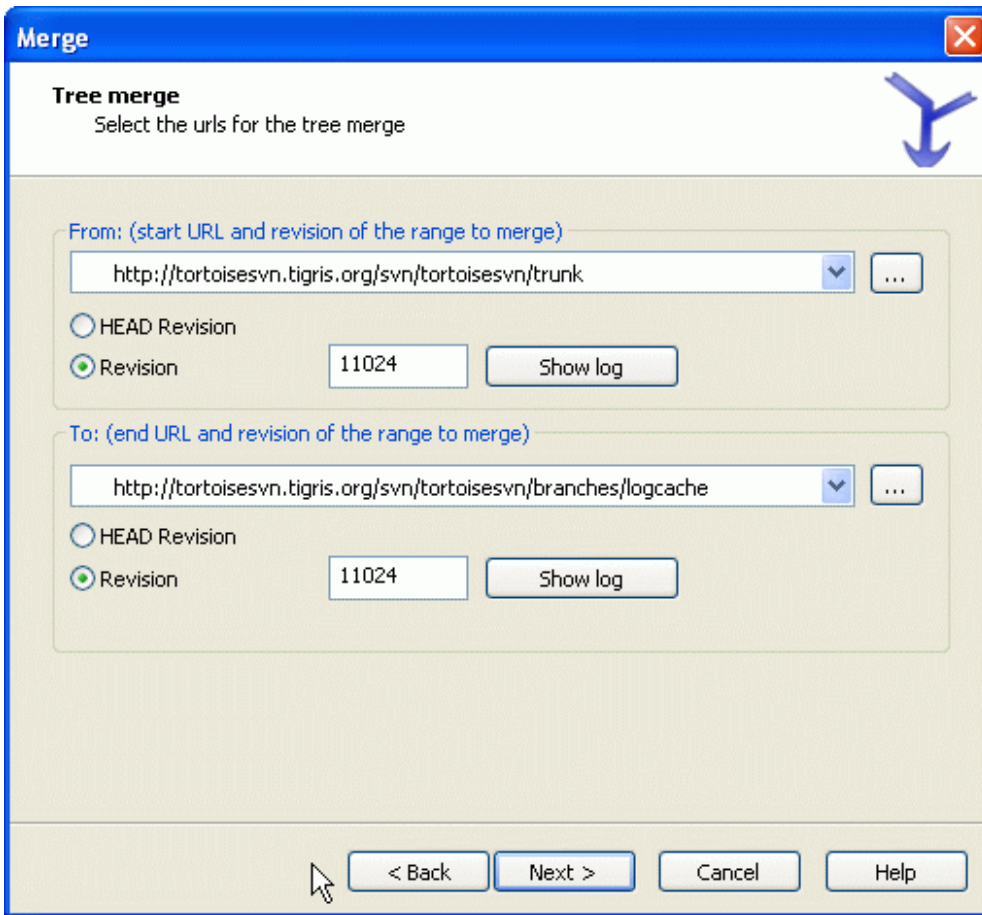 Merge
Tree merge
Select the urls for the tree merge
From: (start URL and revision of the range to merge)
http://tortoisesvn.tigris.org/svn/tortoisesvn/trunk
...
HEAD Revision
Revision 11024 Show log
To: (end URL and revision of the range to merge)
http://tortoisesvn.tigris.org/svn/tortoisesvn/branches/logcache
...
HEAD Revision
Revision 11024 Show log
< Back Next > Cancel Help